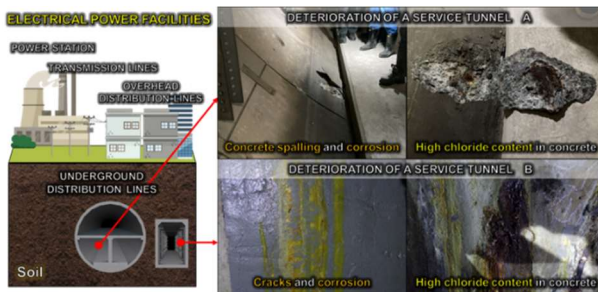 ELECTRICAL POWER FACILITIES
POWER STATION
TRANSMISSION LINES
OVERHEAD
DISTRIBUTION LINES
UNDERGROUND
DISTRIBUTION LINES
Soil
DETERIORATION OF A SERVICE TUNNEL A
Concrete spalling and corrosion
High chloride content in concrete
DETERIORATION OF A SERVICE TUNNEL B
Cracks and corrosion
High chloride content in concrete